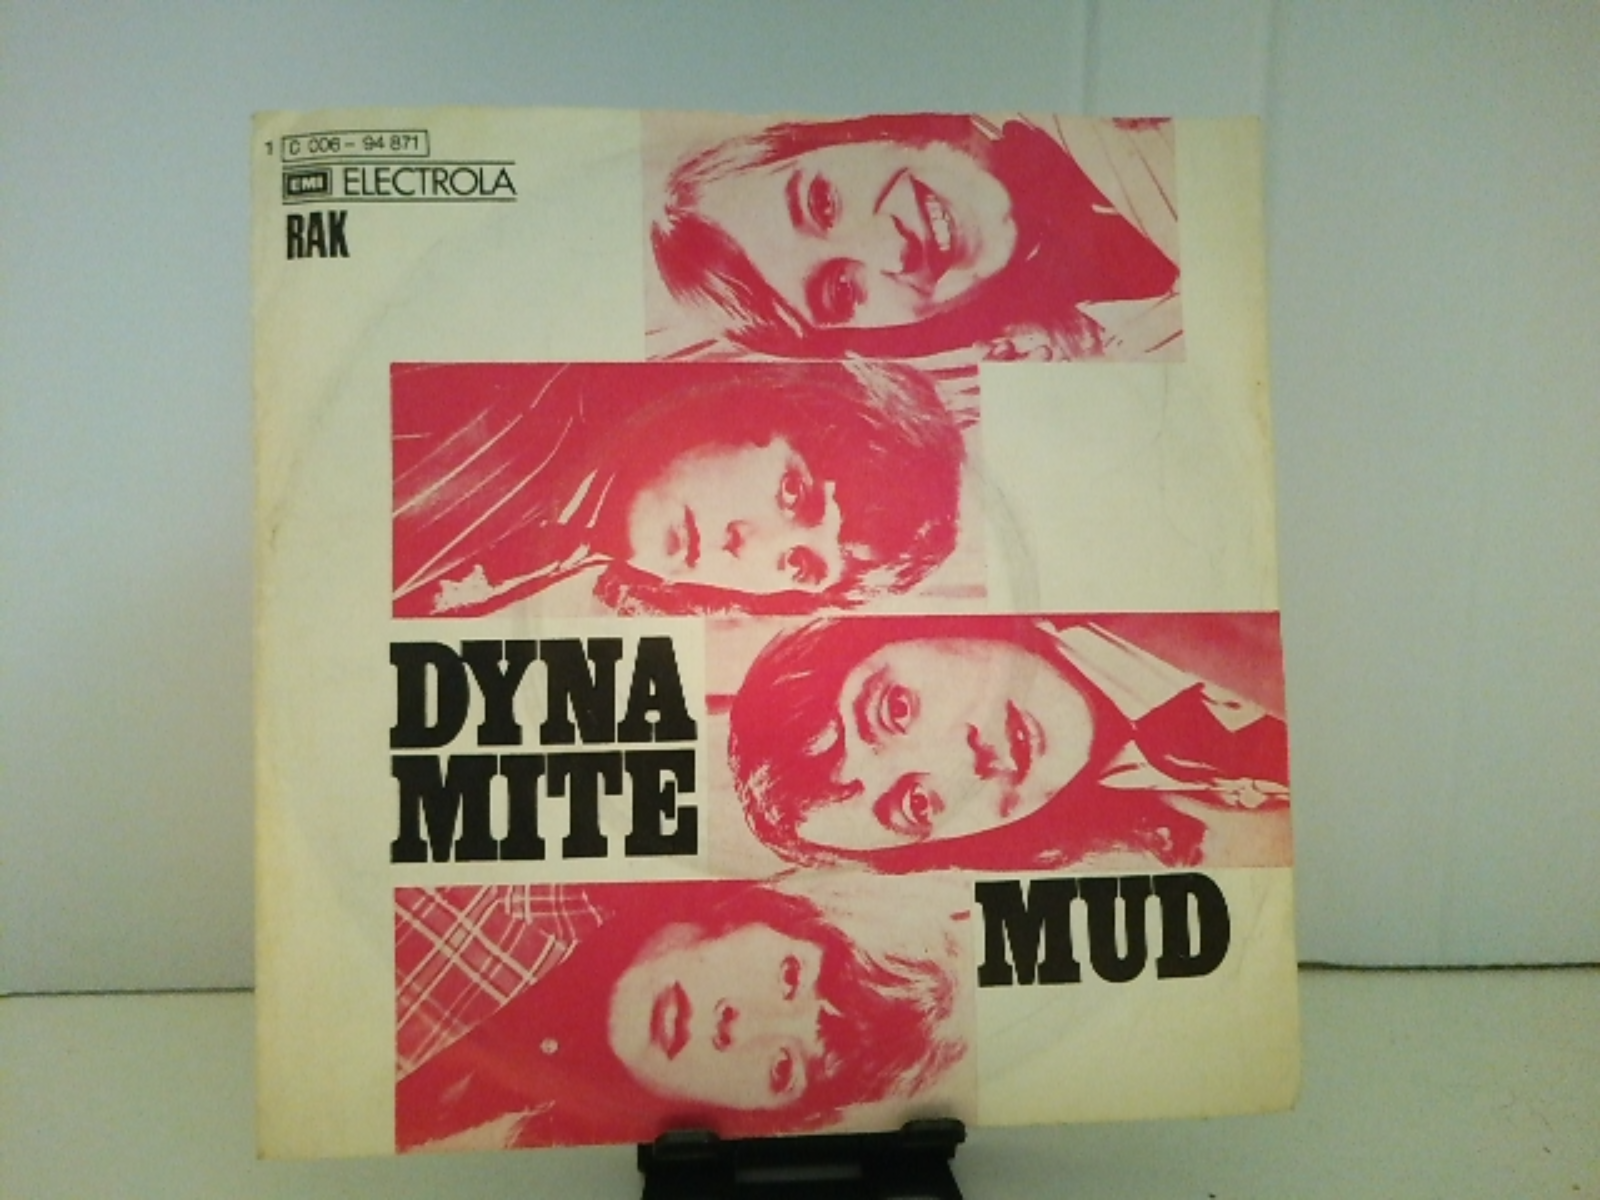 1 C 006 - 94 871
EMI ELECTROLA
RAK
DYNA
MITE
MUD